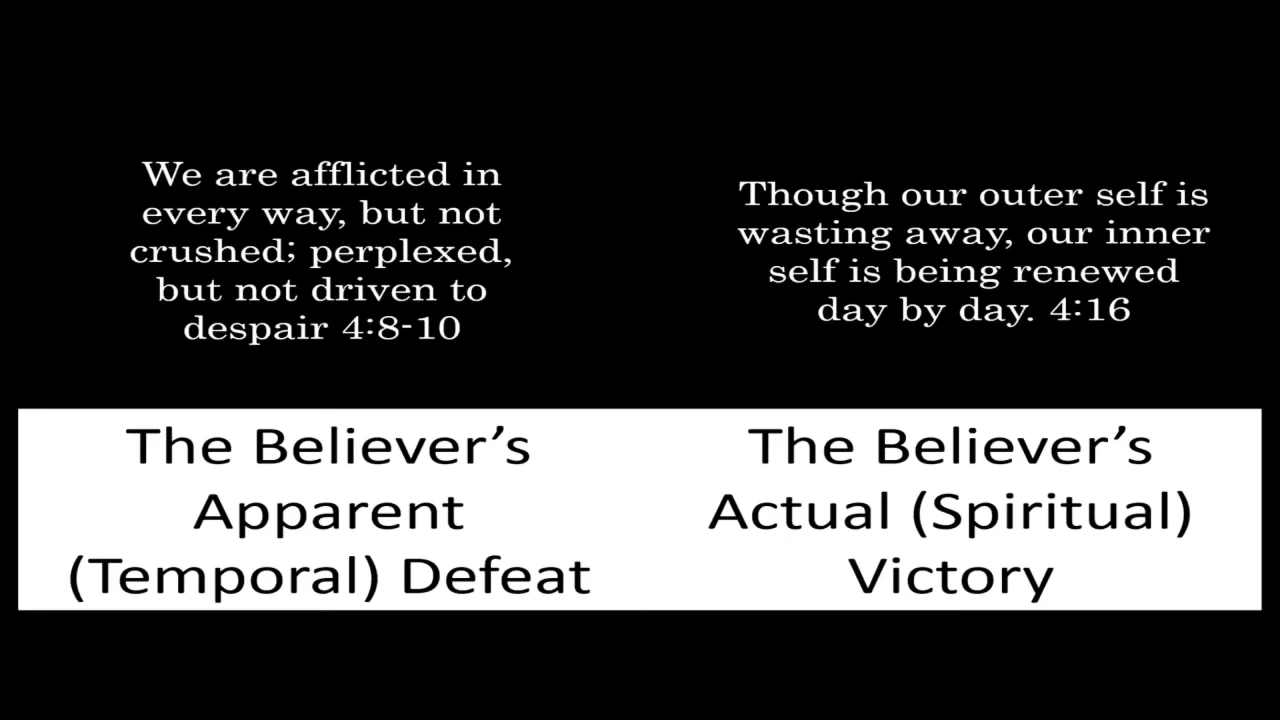 We are afflicted in
every way, but not
crushed; perplexed,
but not driven to
despair 4:8-10
Though our outer self is
wasting away, our inner
self is being renewed
day by day. 4:16
The Believer’s
Apparent
(Temporal) Defeat
The Believer’s
Actual (Spiritual)
Victory